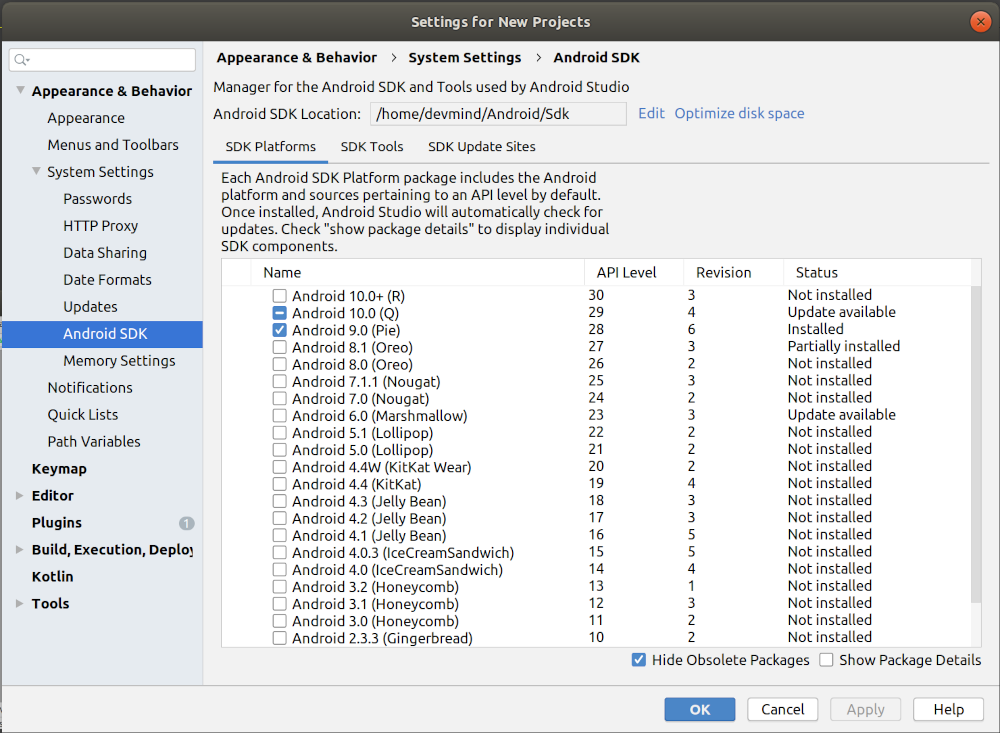 Settings for New Projects
Appearance & Behavior
Appearance
Menus and Toolbars
System Settings
Passwords
HTTP Proxy
Data Sharing
Date Formats
Updates
Android SDK
Memory Settings
Notifications
Quick Lists
Path Variables
Keymap
Editor
Plugins 1
Build, Execution, Deploy
Kotlin
Tools
Appearance & Behavior › System Settings › Android SDK
Manager for the Android SDK and Tools used by Android Studio
Android SDK Location: /home/devmind/Android/Sdk Edit Optimize disk space
SDK Platforms SDK Tools SDK Update Sites
Each Android SDK Platform package includes the Android
platform and sources pertaining to an API level by default.
Once installed, Android Studio will automatically check for
updates. Check "show package details" to display individual
SDK components.
Name API Level Revision Status
Android 10.0+ (R) 30 3 Not installed
Android 10.0 (Q) 29 4 Update available
Android 9.0 (Pie) 28 6 Installed
Android 8.1 (Oreo) 27 3 Partially installed
Android 8.0 (Oreo) 26 2 Not installed
Android 7.1.1 (Nougat) 25 3 Not installed
Android 7.0 (Nougat) 24 2 Not installed
Android 6.0 (Marshmallow) 23 3 Update available
Android 5.1 (Lollipop) 22 2 Not installed
Android 5.0 (Lollipop) 21 2 Not installed
Android 4.4W (KitKat Wear) 20 2 Not installed
Android 4.4 (KitKat) 19 4 Not installed
Android 4.3 (Jelly Bean) 18 3 Not installed
Android 4.2 (Jelly Bean) 17 3 Not installed
Android 4.1 (Jelly Bean) 16 5 Not installed
Android 4.0.3 (IceCreamSandwich) 15 5 Not installed
Android 4.0 (IceCreamSandwich) 14 4 Not installed
Android 3.2 (Honeycomb) 13 1 Not installed
Android 3.1 (Honeycomb) 12 3 Not installed
Android 3.0 (Honeycomb) 11 2 Not installed
Android 2.3.3 (Gingerbread) 10 2 Not installed
Hide Obsolete Packages Show Package Details
OK Cancel Apply Help